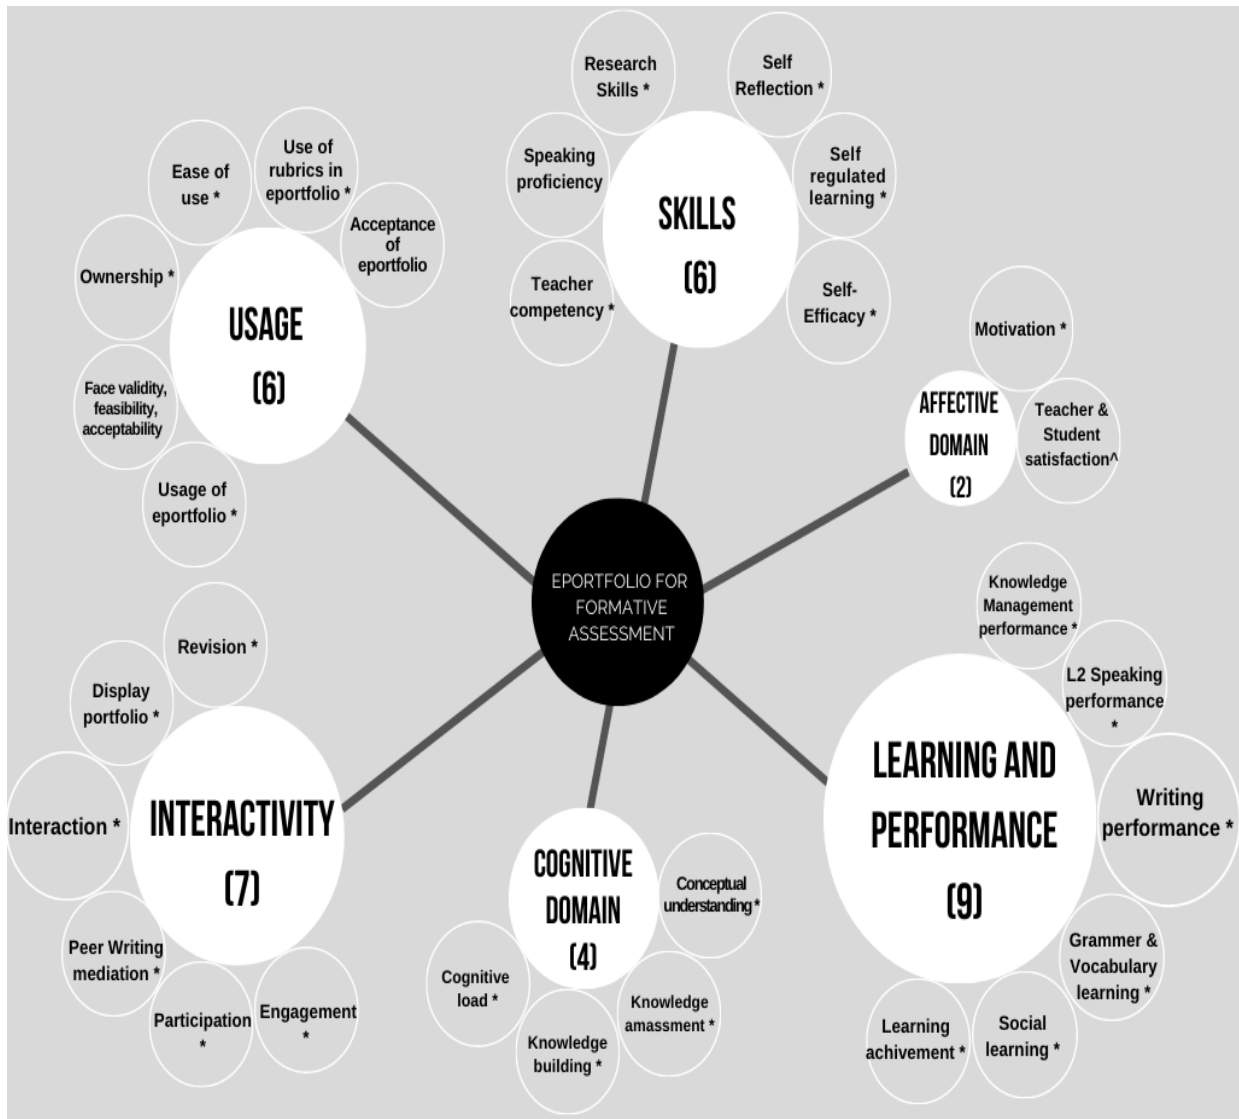 Research
Skills *
Self
Reflection *
Speaking
proficiency
Self
regulated
learning *
Teacher
competency *
Self-
Efficacy *
SKILLS
(6)
Ease of
use *
Use of
rubrics in
eportfolio *
Acceptance
of
eportfolio
Ownership *
Face validity,
feasibility,
acceptability
Usage of
eportfolio *
USAGE
(6)
Motivation *
Teacher &
Student
satisfaction^
AFFECTIVE
DOMAIN
(2)
EPORTFOLIO FOR
FORMATIVE
ASSESSMENT
Revision *
Display
portfolio *
Interaction *
Peer Writing
mediation *
Participation
*
Engagement
*
INTERACTIVITY
(7)
COGNITIVE
DOMAIN
(4)
Conceptual
understanding *
Cognitive
load *
Knowledge
building *
Knowledge
amassment *
Knowledge
Management
performance *
L2 Speaking
performance
*
Writing
performance *
LEARNING AND
PERFORMANCE
(9)
Grammer &
Vocabulary
learning *
Learning
achivement *
Social
learning *